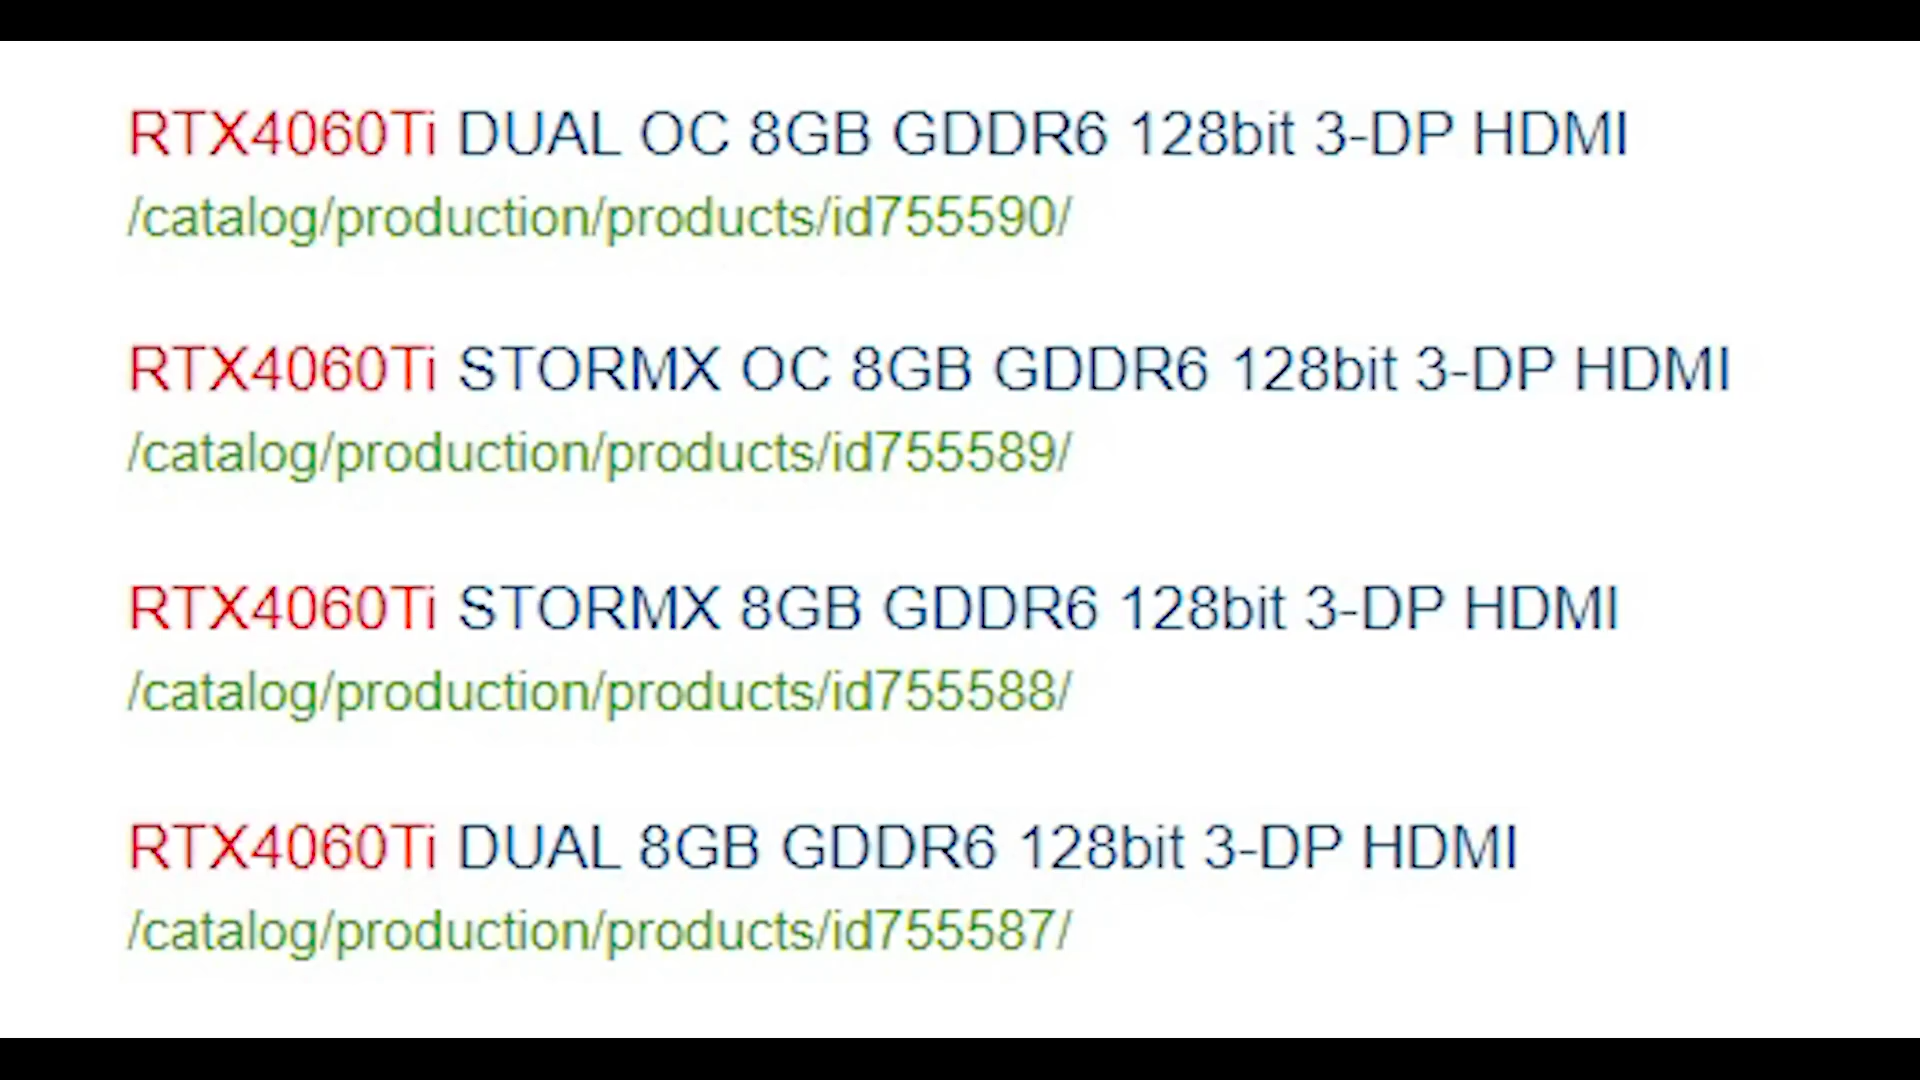 RTX4060Ti DUAL OC 8GB GDDR6 128bit 3-DP HDMI
/catalog/production/products/id755590/
RTX4060Ti STORMX OC 8GB GDDR6 128bit 3-DP HDMI
/catalog/production/products/id755589/
RTX4060Ti STORMX 8GB GDDR6 128bit 3-DP HDMI
/catalog/production/products/id755588/
RTX4060Ti DUAL 8GB GDDR6 128bit 3-DP HDMI
/catalog/production/products/id755587/